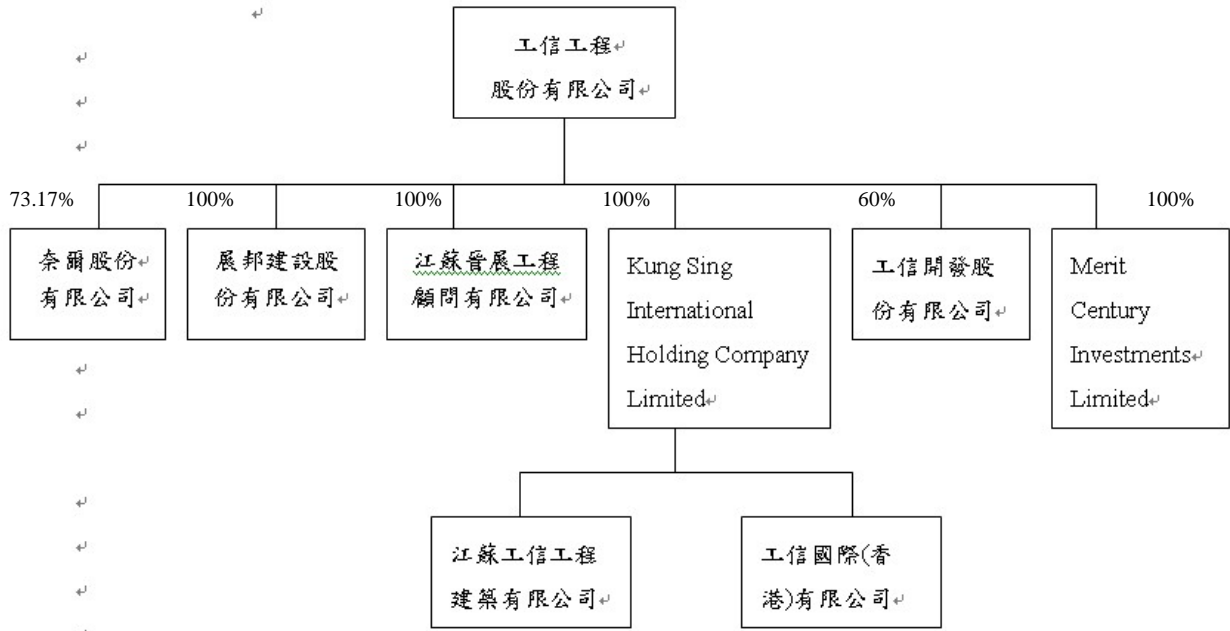 工信工程
股份有限公司
73.17%
100%
100%
100%
60%
100%
奈爾股份
有限公司
展邦建設股
份有限公司
江蘇晉展工程
顧問有限公司
Kung Sing
International
Holding Company
Limited
工信開發股
份有限公司
Merit
Century
Investments
Limited
江蘇工信工程
建築有限公司
工信國際(香
港)有限公司